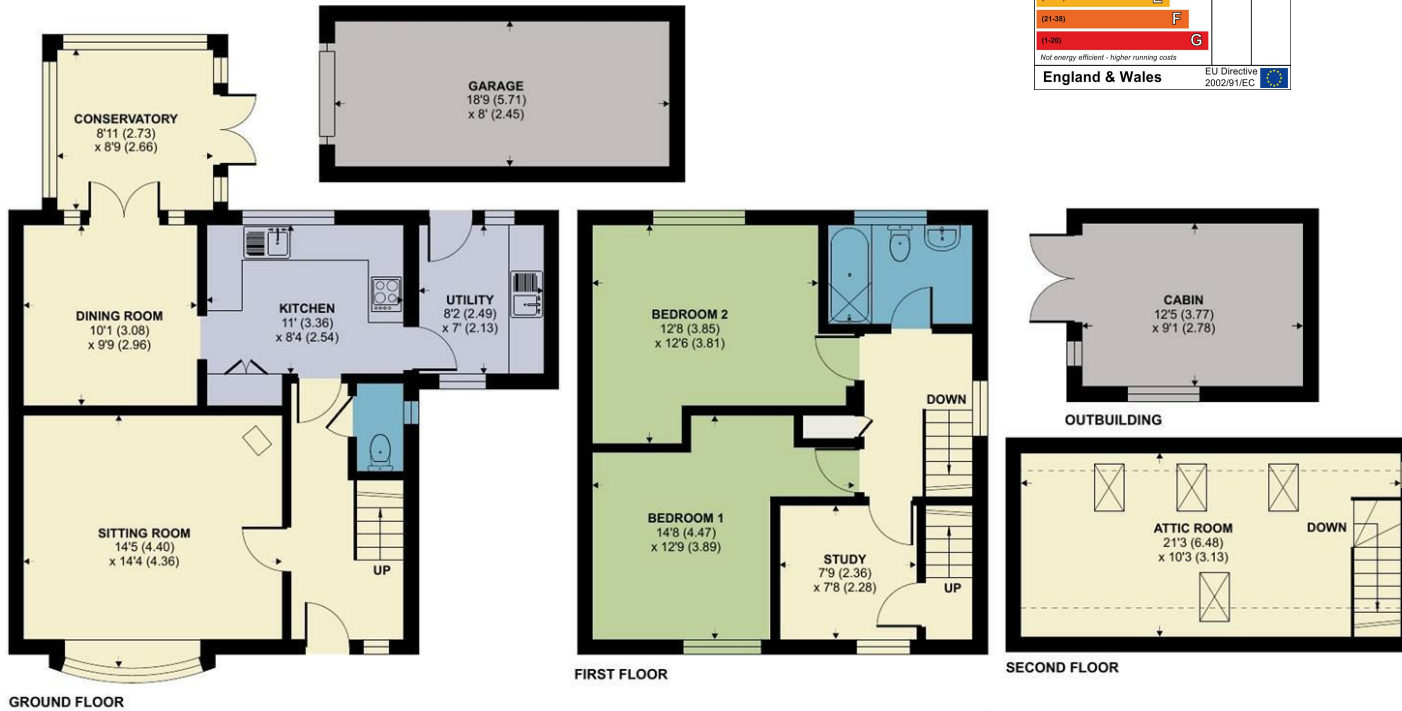 E
(21-38)
F
(1-20)
G
Not energy efficient - higher running costs
England & Wales
EU Directive
2002/91/EC
GARAGE
18'9 (5.71)
x 8' (2.45)
CONSERVATORY
8'11 (2.73)
x 8'9 (2.66)
DINING ROOM
10'1 (3.08)
x 9'9 (2.96)
KITCHEN
11' (3.36)
x 8'4 (2.54)
UTILITY
8'2 (2.49)
x 7' (2.13)
SITTING ROOM
14'5 (4.40)
x 14'4 (4.36)
UP
GROUND FLOOR
BEDROOM 2
12'8 (3.85)
x 12'6 (3.81)
DOWN
BEDROOM 1
14'8 (4.47)
x 12'9 (3.89)
STUDY
7'9 (2.36)
x 7'8 (2.28)
UP
FIRST FLOOR
CABIN
12'5 (3.77)
x 9'1 (2.78)
OUTBUILDING
ATTIC ROOM
21'3 (6.48)
x 10'3 (3.13)
DOWN
SECOND FLOOR